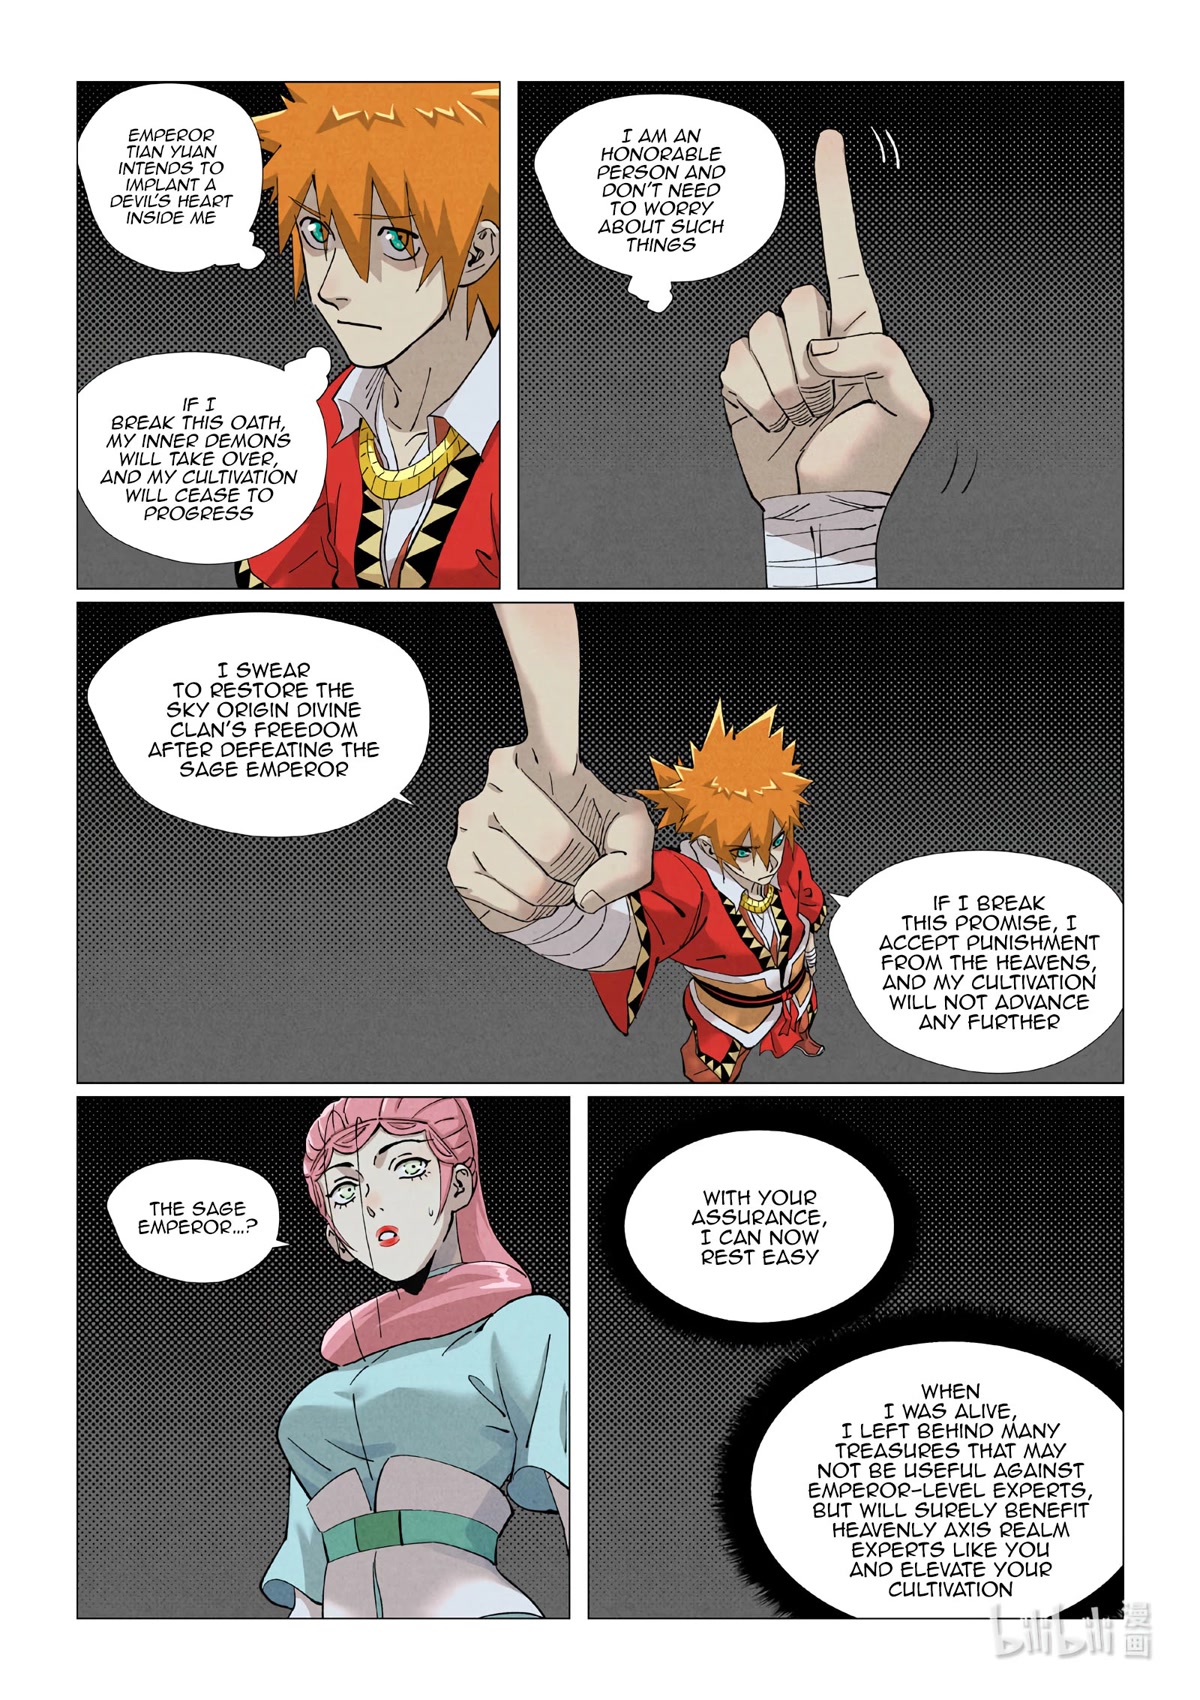 EMPEROR
TIAN YUAN
INTENDS TO
IMPLANT A
DEVIL'S HEART
INSIDE ME
IF I
BREAK THIS OATH,
MY INNER DEMONS
WILL TAKE OVER,
AND MY CULTIVATION
WILL CEASE TO
PROGRESS
I AM AN
HONORABLE
PERSON AND
DON'T NEED
TO WORRY
ABOUT SUCH
THINGS
I SWEAR
TO RESTORE THE
SKY ORIGIN DIVINE
CLAN'S FREEDOM
AFTER DEFEATING THE
SAGE EMPEROR
IF I BREAK
THIS PROMISE, I
ACCEPT PUNISHMENT
FROM THE HEAVENS,
AND MY CULTIVATION
WILL NOT ADVANCE
ANY FURTHER
THE SAGE
EMPEROR...?
WITH YOUR
ASSURANCE,
I CAN NOW
REST EASY
WHEN
I WAS ALIVE,
I LEFT BEHIND MANY
TREASURES THAT MAY
NOT BE USEFUL AGAINST
EMPEROR-LEVEL EXPERTS,
BUT WILL SURELY BENEFIT
HEAVENLY AXIS REALM
EXPERTS LIKE YOU
AND ELEVATE YOUR
CULTIVATION
bilibili 漫画